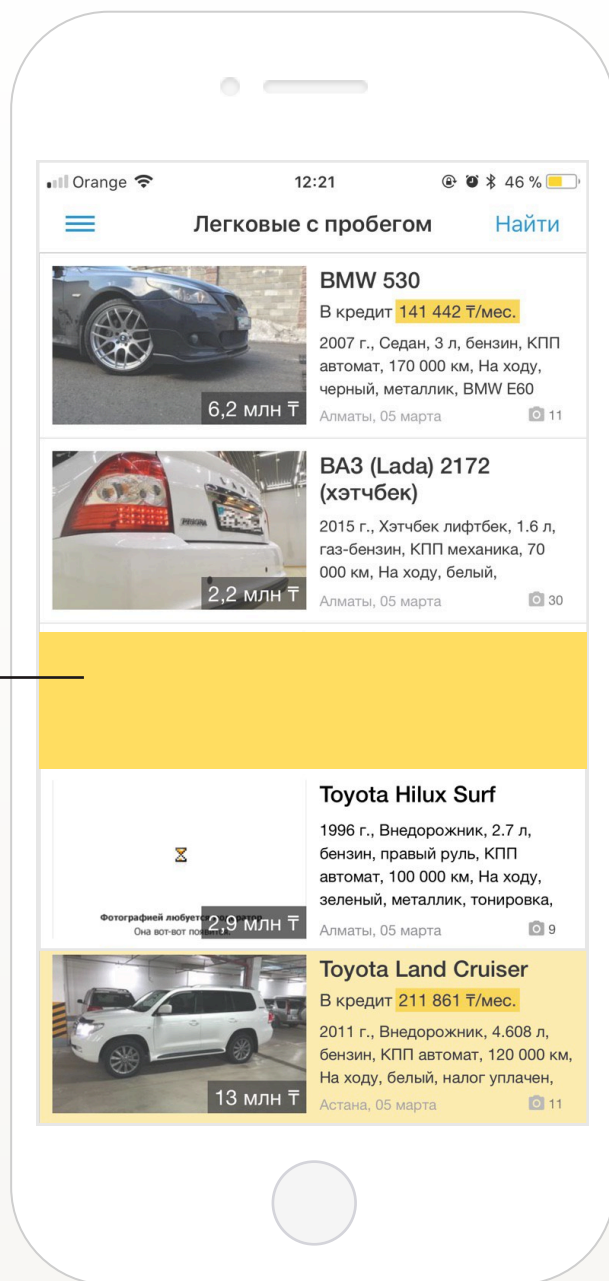 Orange 12:21 46 %
Легковые с пробегом Найти
BMW 530
В кредит 141 442 ₸/мес.
2007 г., Седан, 3 л, бензин, КПП
автомат, 170 000 км, На ходу,
черный, металлик, BMW E60
6,2 млн ₸
Алматы, 05 марта 11
ВАЗ (Lada) 2172
(хэтчбек)
2015 г., Хэтчбек лифтбек, 1.6 л,
газ-бензин, КПП механика, 70
000 км, На ходу, белый,
2,2 млн ₸
Алматы, 05 марта 30
Toyota Hilux Surf
1996 г., Внедорожник, 2.7 л,
бензин, правый руль, КПП
автомат, 100 000 км, На ходу,
зеленый, металлик, тонировка,
Фотографией любуется
Она вот-вот
2,9 млн ₸
Алматы, 05 марта 9
Toyota Land Cruiser
В кредит 211 861 ₸/мес.
2011 г., Внедорожник, 4.608 л,
бензин, КПП автомат, 120 000 км,
На ходу, белый, налог уплачен,
13 млн ₸
Астана, 05 марта 11